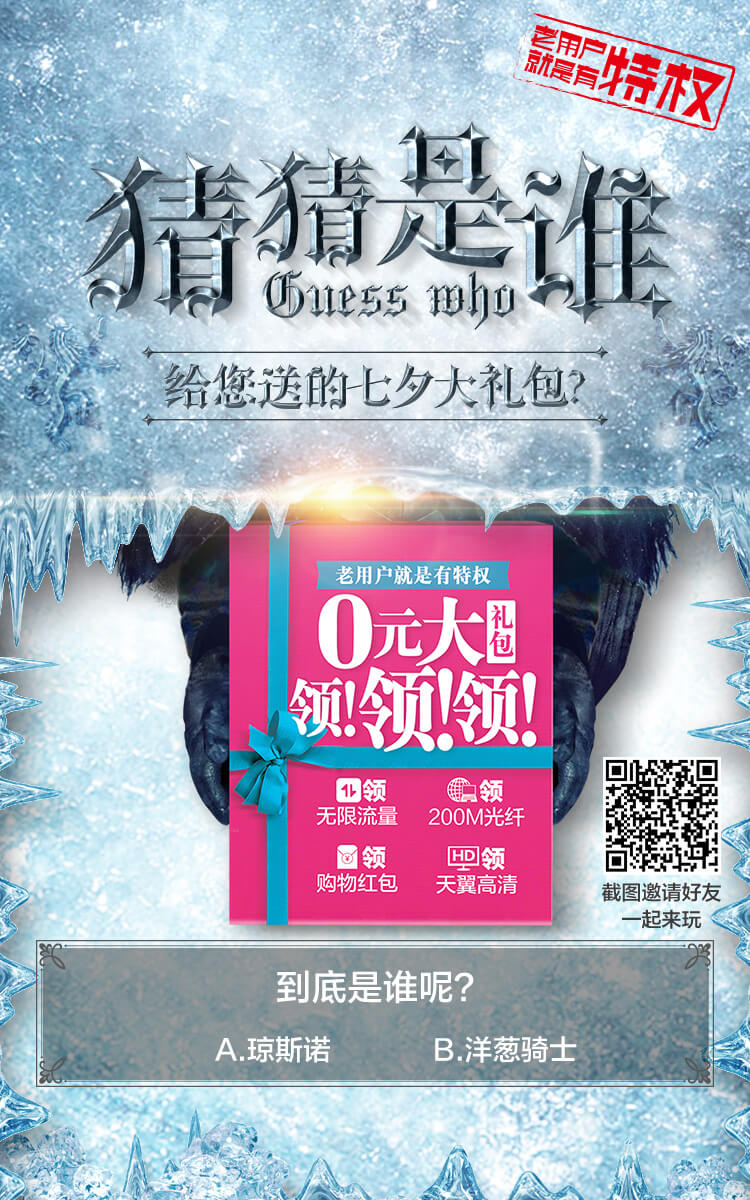 老用户
就是有特权
猜猜是谁
Guess who
给您送的七夕大礼包?
老用户就是有特权
0元大礼包
领!领!领!
领 领
无限流量 200M光纤
领 HD领
购物红包 天翼高清
截图邀请好友
一起来玩
到底是谁呢?
A.琼斯诺 B.洋葱骑士